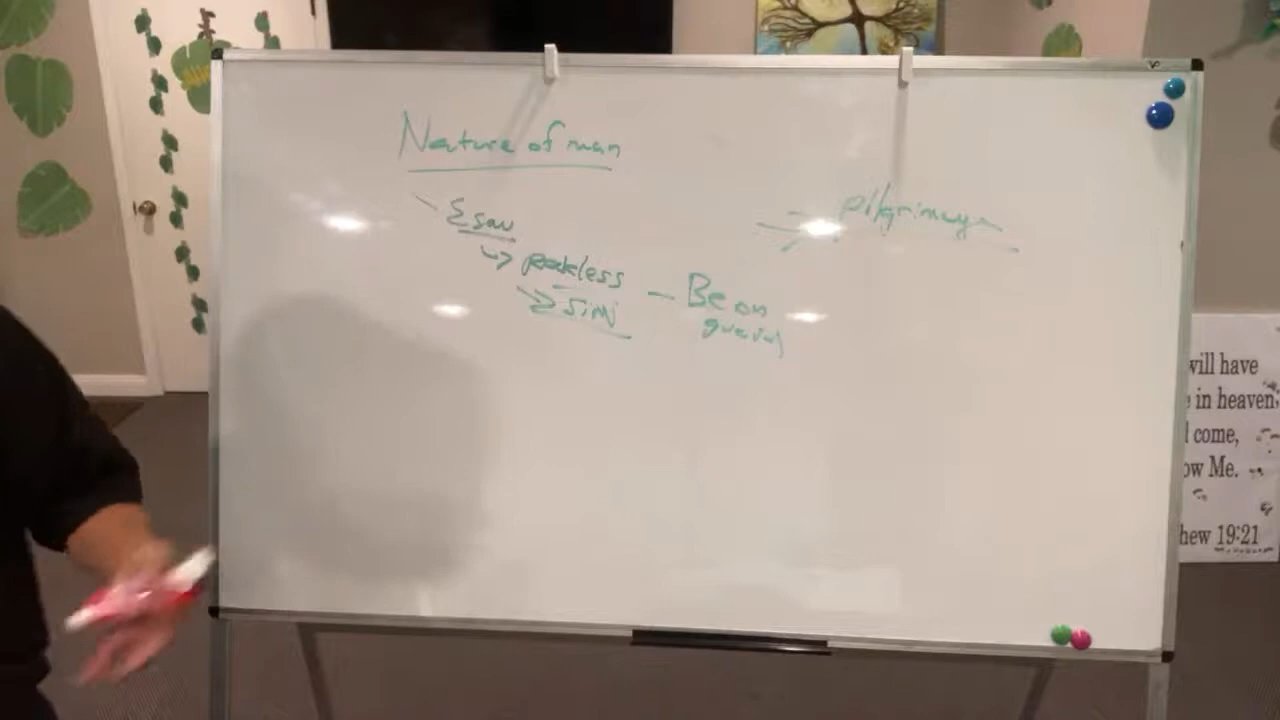 Nature of man
Esau
→ Reckless
Sin
- Be on
guard
pilgrimage
will have
in heaven.
come,
ow Me.
hew 19:21